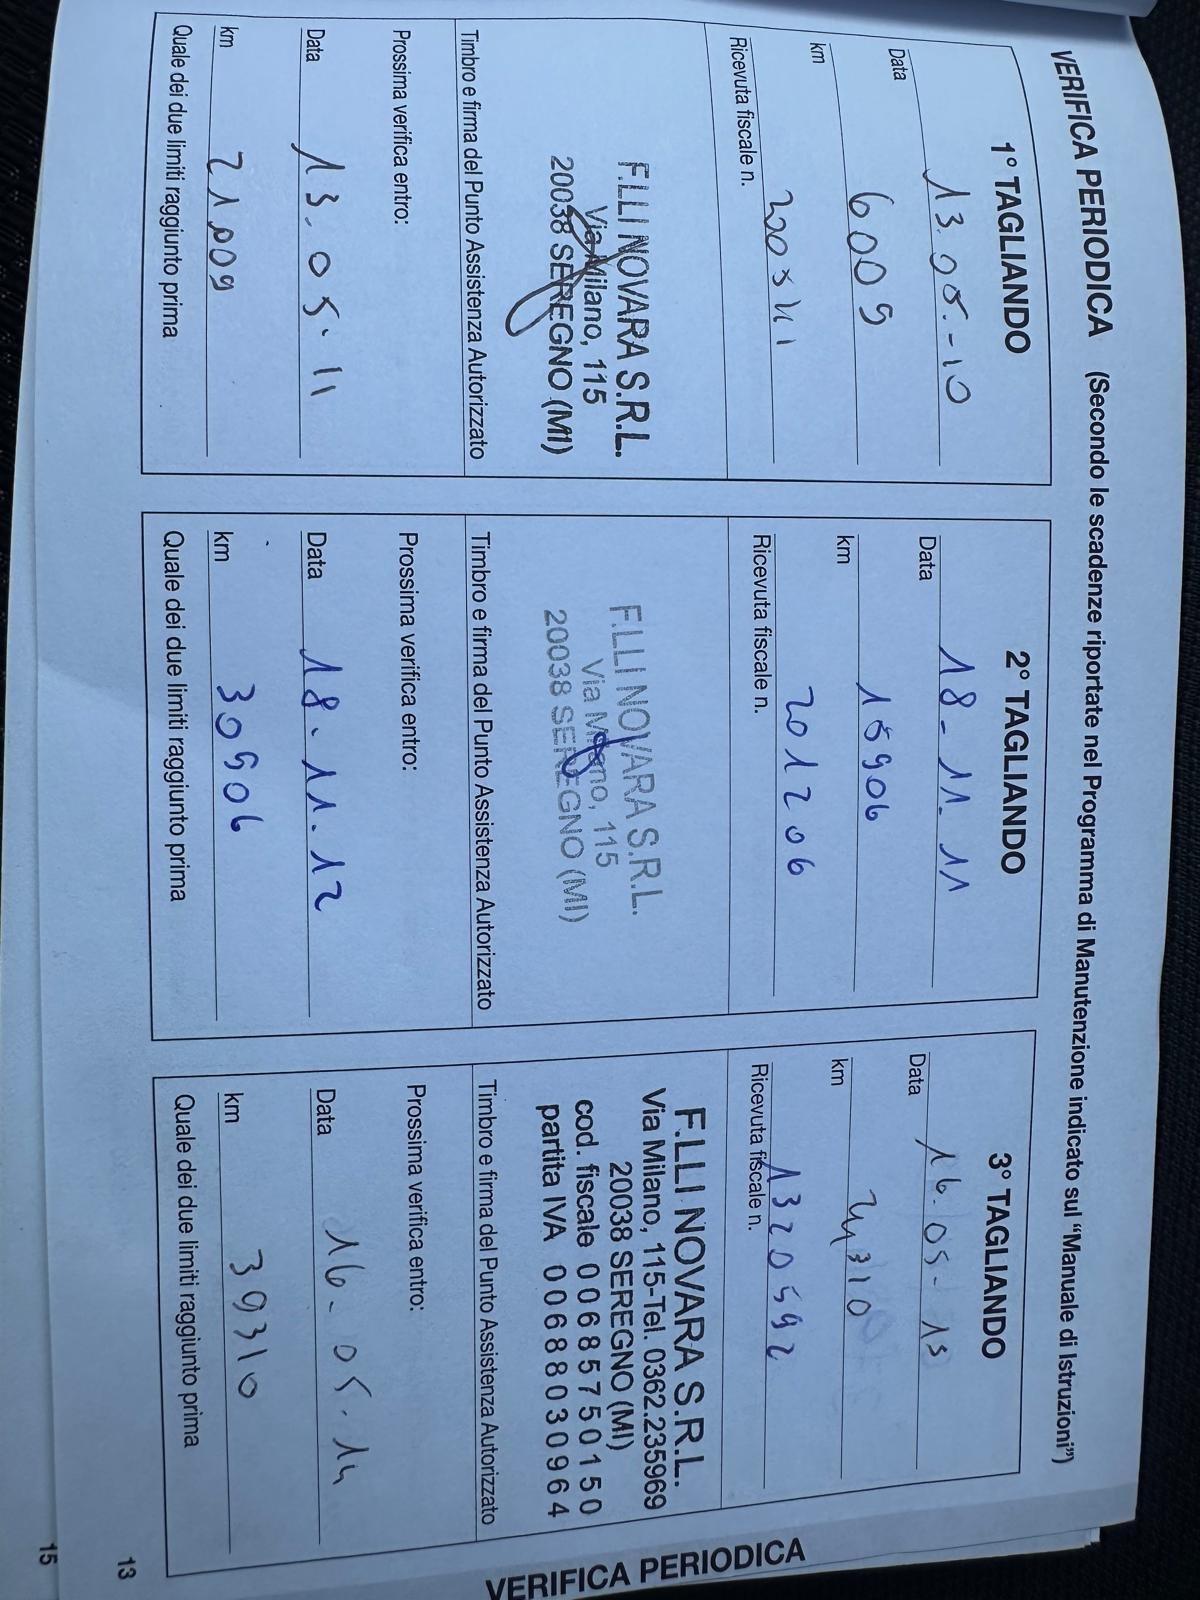 VERIFICA PERIODICA (Secondo le scadenze riportate nel Programma di Manutenzione indicato sul “Manuale di Istruzioni”)
1° TAGLIANDO
Data 13.05.-10
km 6009
Ricevuta fiscale n. 200541
F.LLI NOVARA S.R.L.
Via Milano, 115
20038 SEREGNO (MI)
Timbro e firma del Punto Assistenza Autorizzato
Prossima verifica entro:
Data 13.05.11
km 21009
Quale dei due limiti raggiunto prima
2° TAGLIANDO
Data 18-11-11
km 15906
Ricevuta fiscale n. 201206
F.LLI NOVARA S.R.L.
Via Milano, 115
20038 SEREGNO (MI)
Timbro e firma del Punto Assistenza Autorizzato
Prossima verifica entro:
Data 18.11.12
km 30906
Quale dei due limiti raggiunto prima
3° TAGLIANDO
Data 16.05-13
km 24310
Ricevuta fiscale n. 1320592
F.LLI NOVARA S.R.L.
Via Milano, 115-Tel. 0362.235969
20038 SEREGNO (MI)
cod. fiscale 00685750150
partita IVA 00688030964
Timbro e firma del Punto Assistenza Autorizzato
Prossima verifica entro:
Data 16-05.14
km 39310
Quale dei due limiti raggiunto prima
VERIFICA PERIODICA
13
15